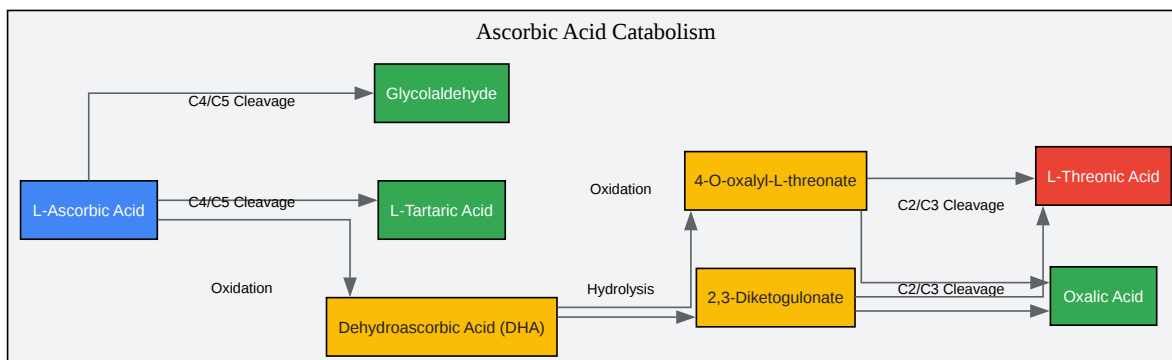 Ascorbic Acid Catabolism
Glycolaldehyde
C4/C5 Cleavage
L-Ascorbic Acid
C4/C5 Cleavage
L-Tartaric Acid
Oxidation
4-O-oxalyl-L-threonate
L-Threonic Acid
C2/C3 Cleavage
Oxidation
Hydrolysis
2,3-Diketogulonate
C2/C3 Cleavage
Oxalic Acid
Dehydroascorbic Acid (DHA)